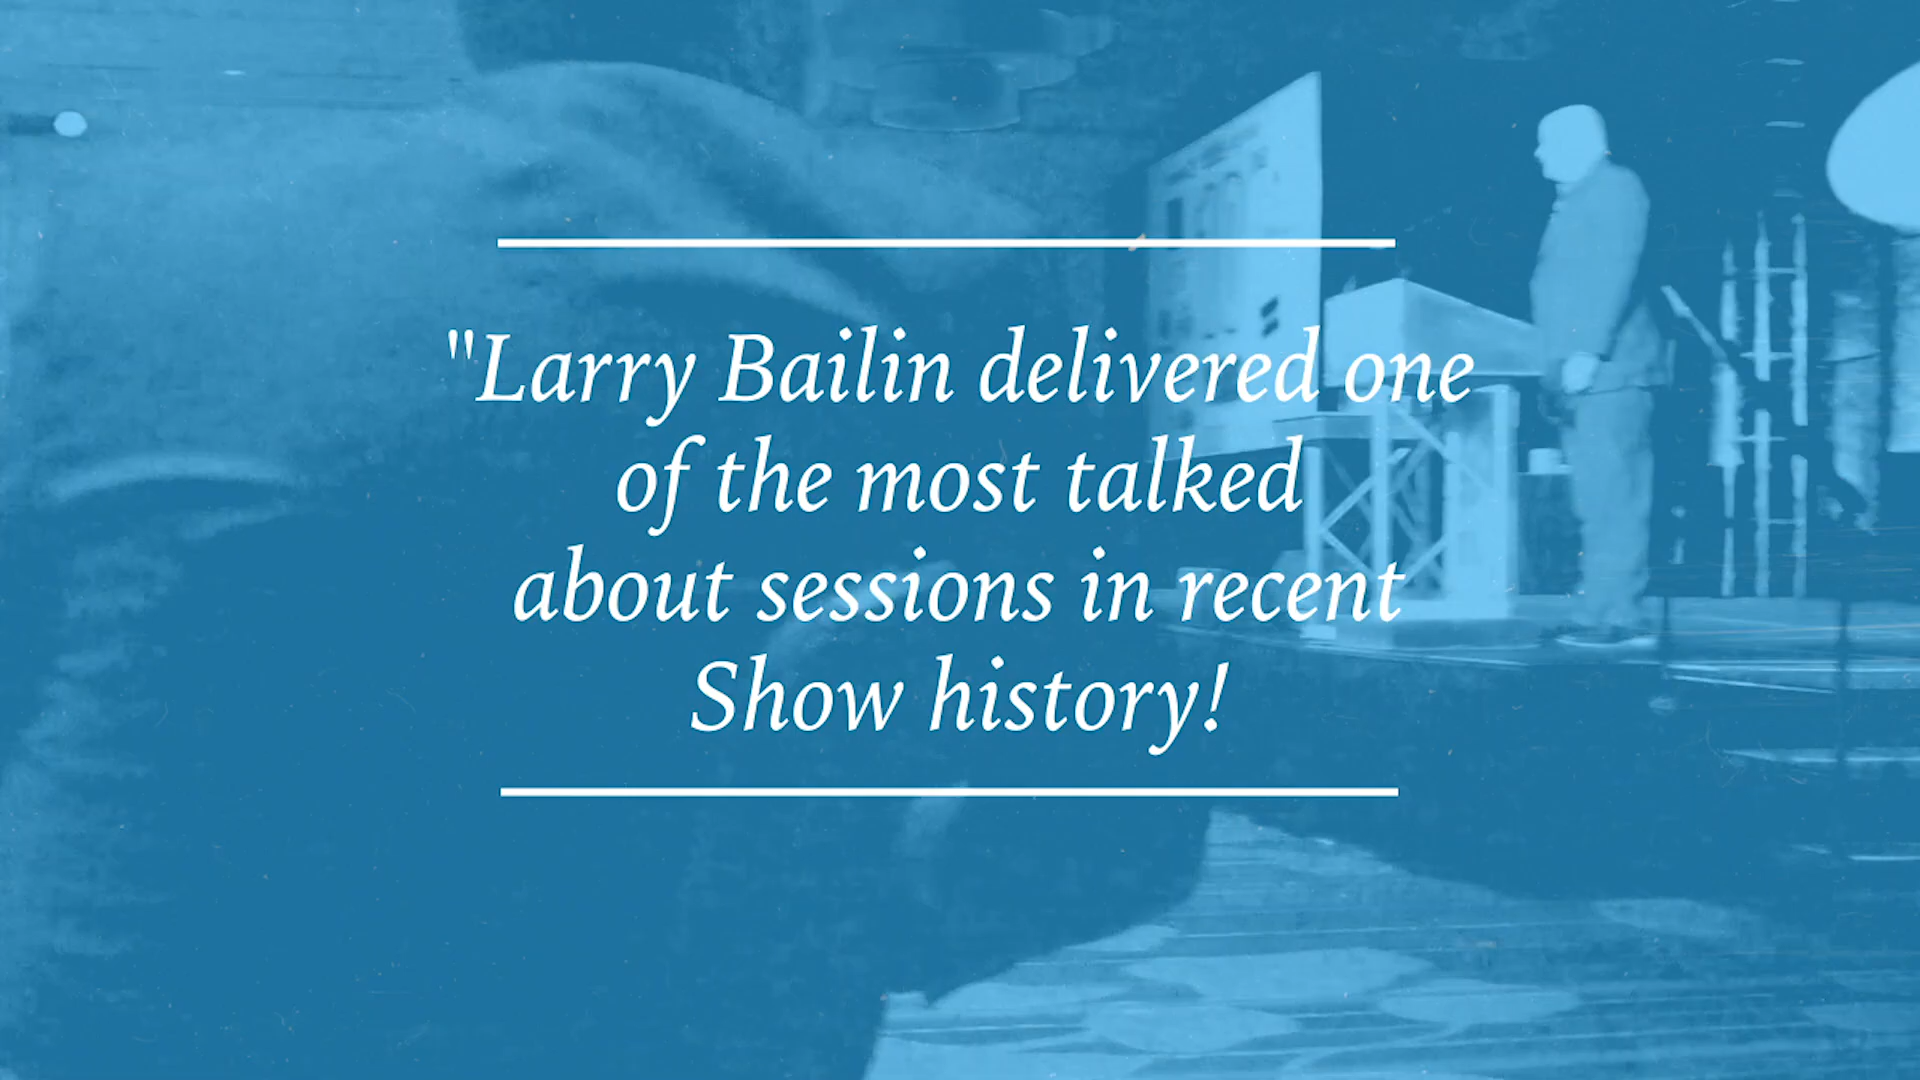 "Larry Bailin delivered one
of the most talked
about sessions in recent
Show history!